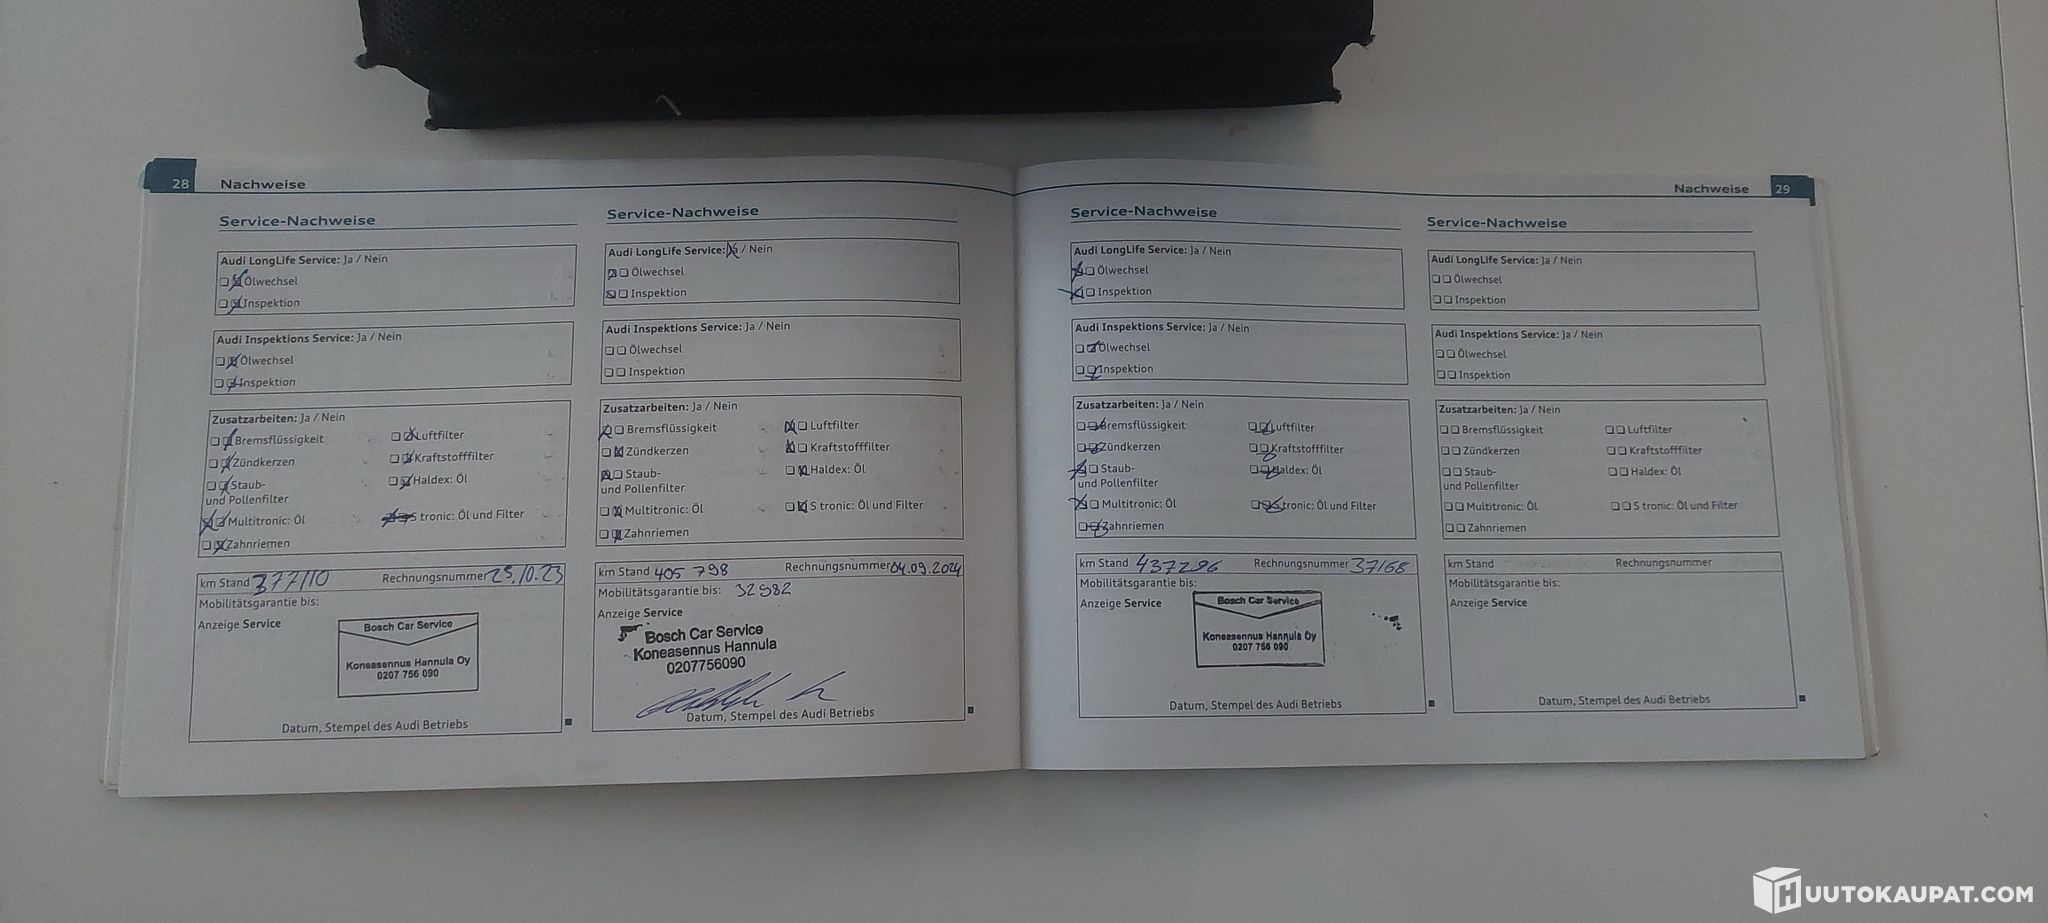 28 Nachweise
Service-Nachweise
Audi LongLife Service: Ja / Nein
Ölwechsel
Inspektion
Audi Inspektions Service: Ja / Nein
Ölwechsel
Inspektion
Zusatzarbeiten: Ja / Nein
Bremsflüssigkeit Luftfilter
Zündkerzen Kraftstofffilter
Staub- Haldex: Öl
und Pollenfilter
Multitronic: Öl S tronic: Öl und Filter
Zahnriemen
km Stand 377110 Rechnungsnummer 25.10.23
Mobilitätsgarantie bis:
Anzeige Service
Bosch Car Service
Koneasennus Hannula Oy
0207 756 090
Datum, Stempel des Audi Betriebs
Service-Nachweise
Audi LongLife Service: Ja / Nein
Ölwechsel
Inspektion
Audi Inspektions Service: Ja / Nein
Ölwechsel
Inspektion
Zusatzarbeiten: Ja / Nein
Bremsflüssigkeit Luftfilter
Zündkerzen Kraftstofffilter
Staub- Haldex: Öl
und Pollenfilter
Multitronic: Öl S tronic: Öl und Filter
Zahnriemen
km Stand 405 798 Rechnungsnummer 04.09.2024
Mobilitätsgarantie bis: 32982
Anzeige Service
Bosch Car Service
Koneasennus Hannula
0207756090
Datum, Stempel des Audi Betriebs
Nachweise 29
Service-Nachweise
Audi LongLife Service: Ja / Nein
Ölwechsel
Inspektion
Audi Inspektions Service: Ja / Nein
Ölwechsel
Inspektion
Zusatzarbeiten: Ja / Nein
Bremsflüssigkeit Luftfilter
Zündkerzen Kraftstofffilter
Staub- Haldex: Öl
und Pollenfilter
Multitronic: Öl S tronic: Öl und Filter
Zahnriemen
km Stand 437296 Rechnungsnummer 37168
Mobilitätsgarantie bis:
Anzeige Service
Bosch Car Service
Koneasennus Hannula Oy
0207 756 090
Datum, Stempel des Audi Betriebs
Service-Nachweise
Audi LongLife Service: Ja / Nein
Ölwechsel
Inspektion
Audi Inspektions Service: Ja / Nein
Ölwechsel
Inspektion
Zusatzarbeiten: Ja / Nein
Bremsflüssigkeit Luftfilter
Zündkerzen Kraftstofffilter
Staub- Haldex: Öl
und Pollenfilter
Multitronic: Öl S tronic: Öl und Filter
Zahnriemen
km Stand Rechnungsnummer
Mobilitätsgarantie bis:
Anzeige Service
Datum, Stempel des Audi Betriebs
HUUTOKAUPAT.COM